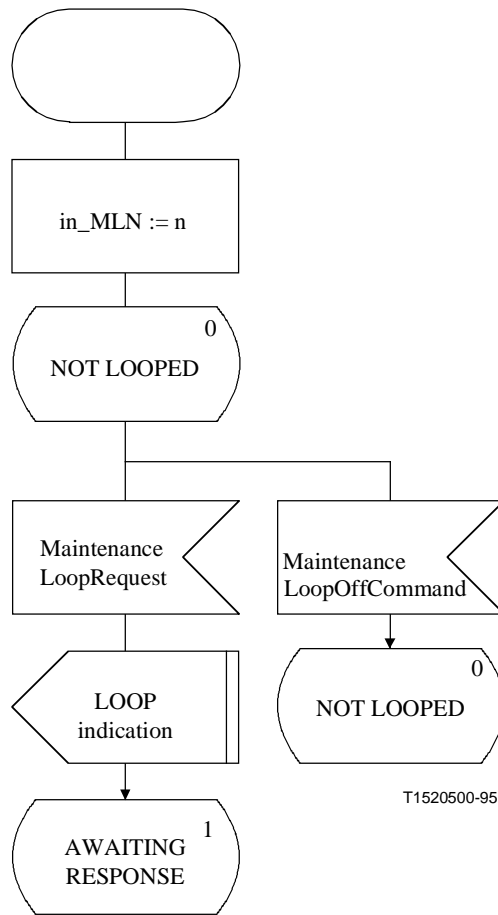 in_MLN := n
0
NOT LOOPED
Maintenance
LoopRequest
Maintenance
LoopOffCommand
LOOP
indication
0
NOT LOOPED
T1520500-95
1
AWAITING
RESPONSE